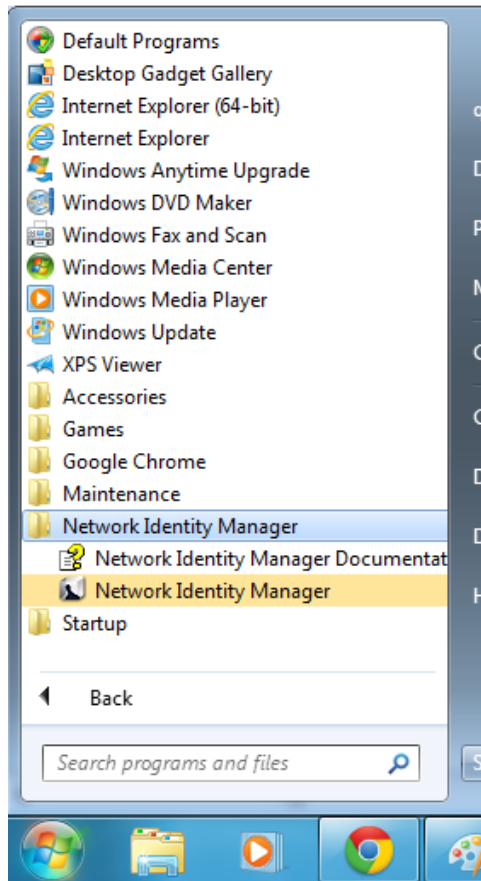 Default Programs
Desktop Gadget Gallery
Internet Explorer (64-bit)
Internet Explorer
Windows Anytime Upgrade
Windows DVD Maker
Windows Fax and Scan
Windows Media Center
Windows Media Player
Windows Update
XPS Viewer
Accessories
Games
Google Chrome
Maintenance
Network Identity Manager
Network Identity Manager Documentat
Network Identity Manager
Startup
Back
Search programs and files